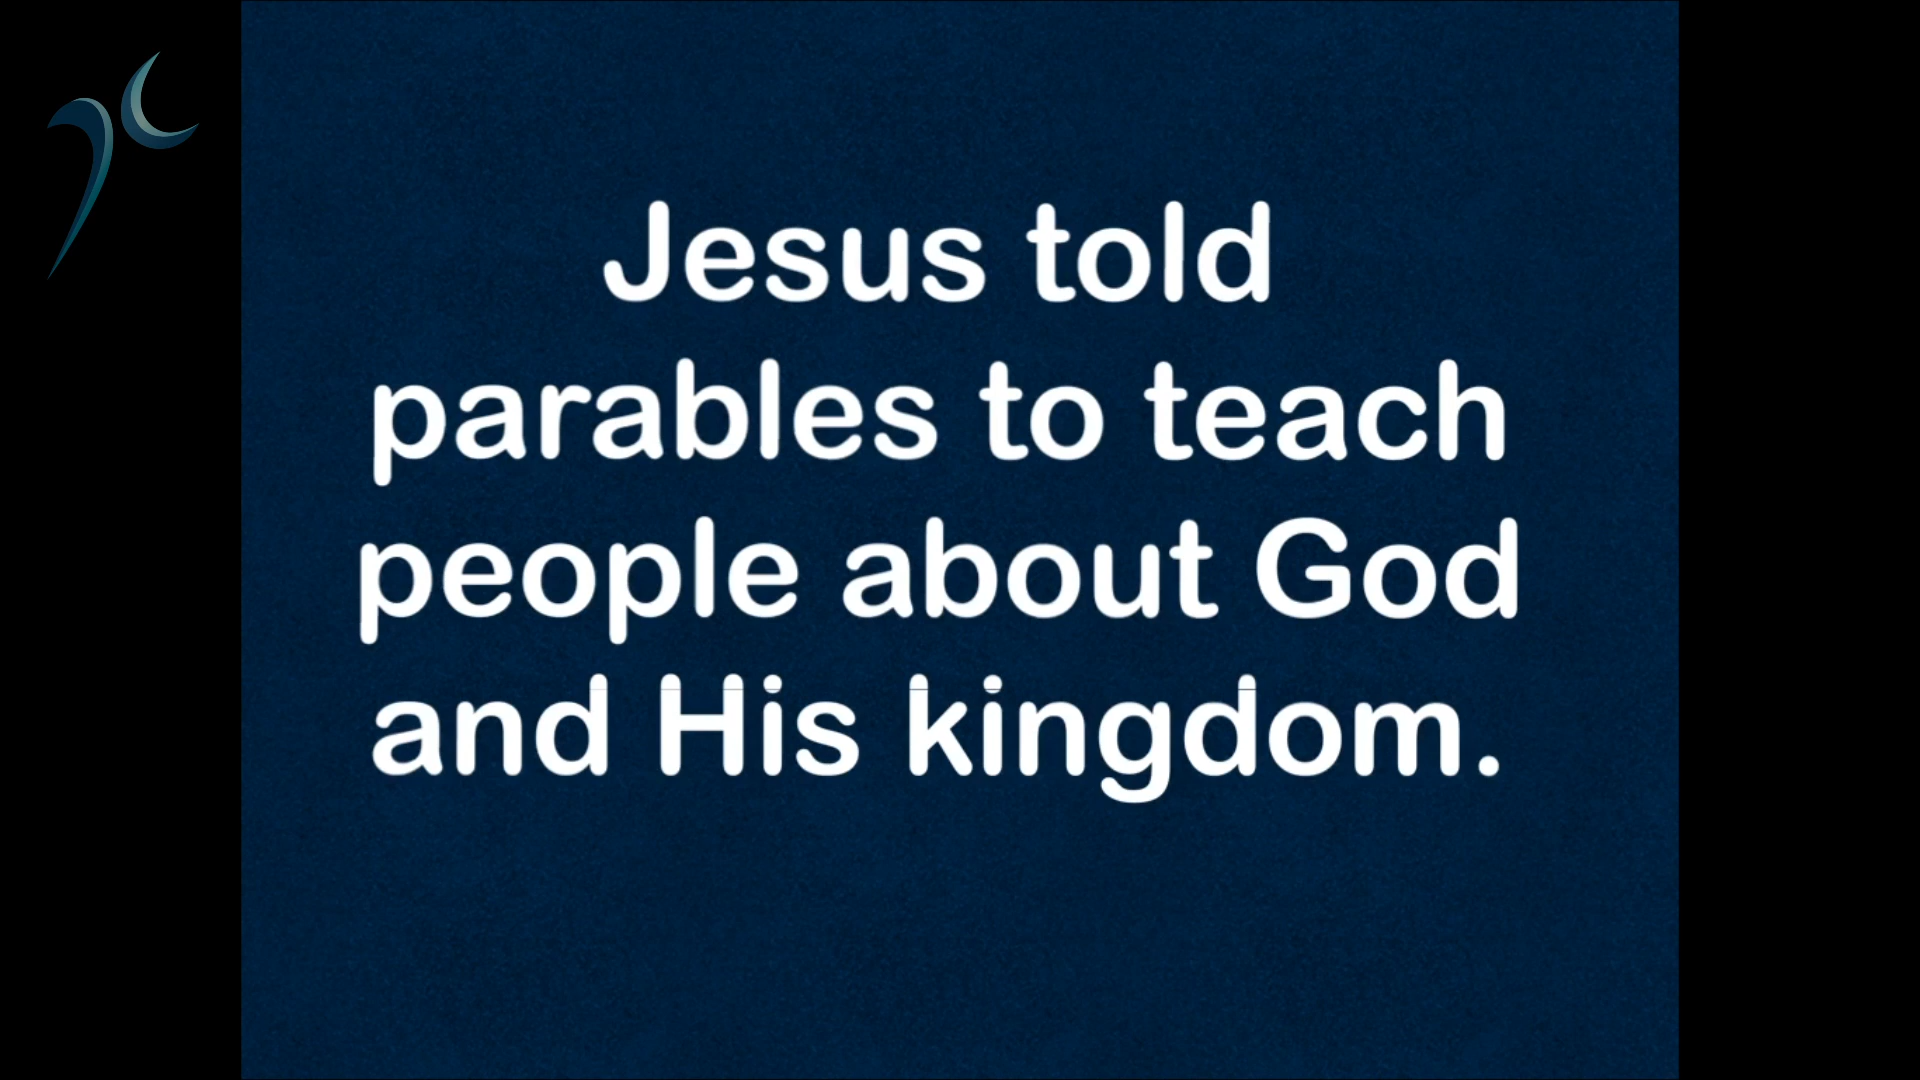 Jesus told
parables to teach
people about God
and His kingdom.